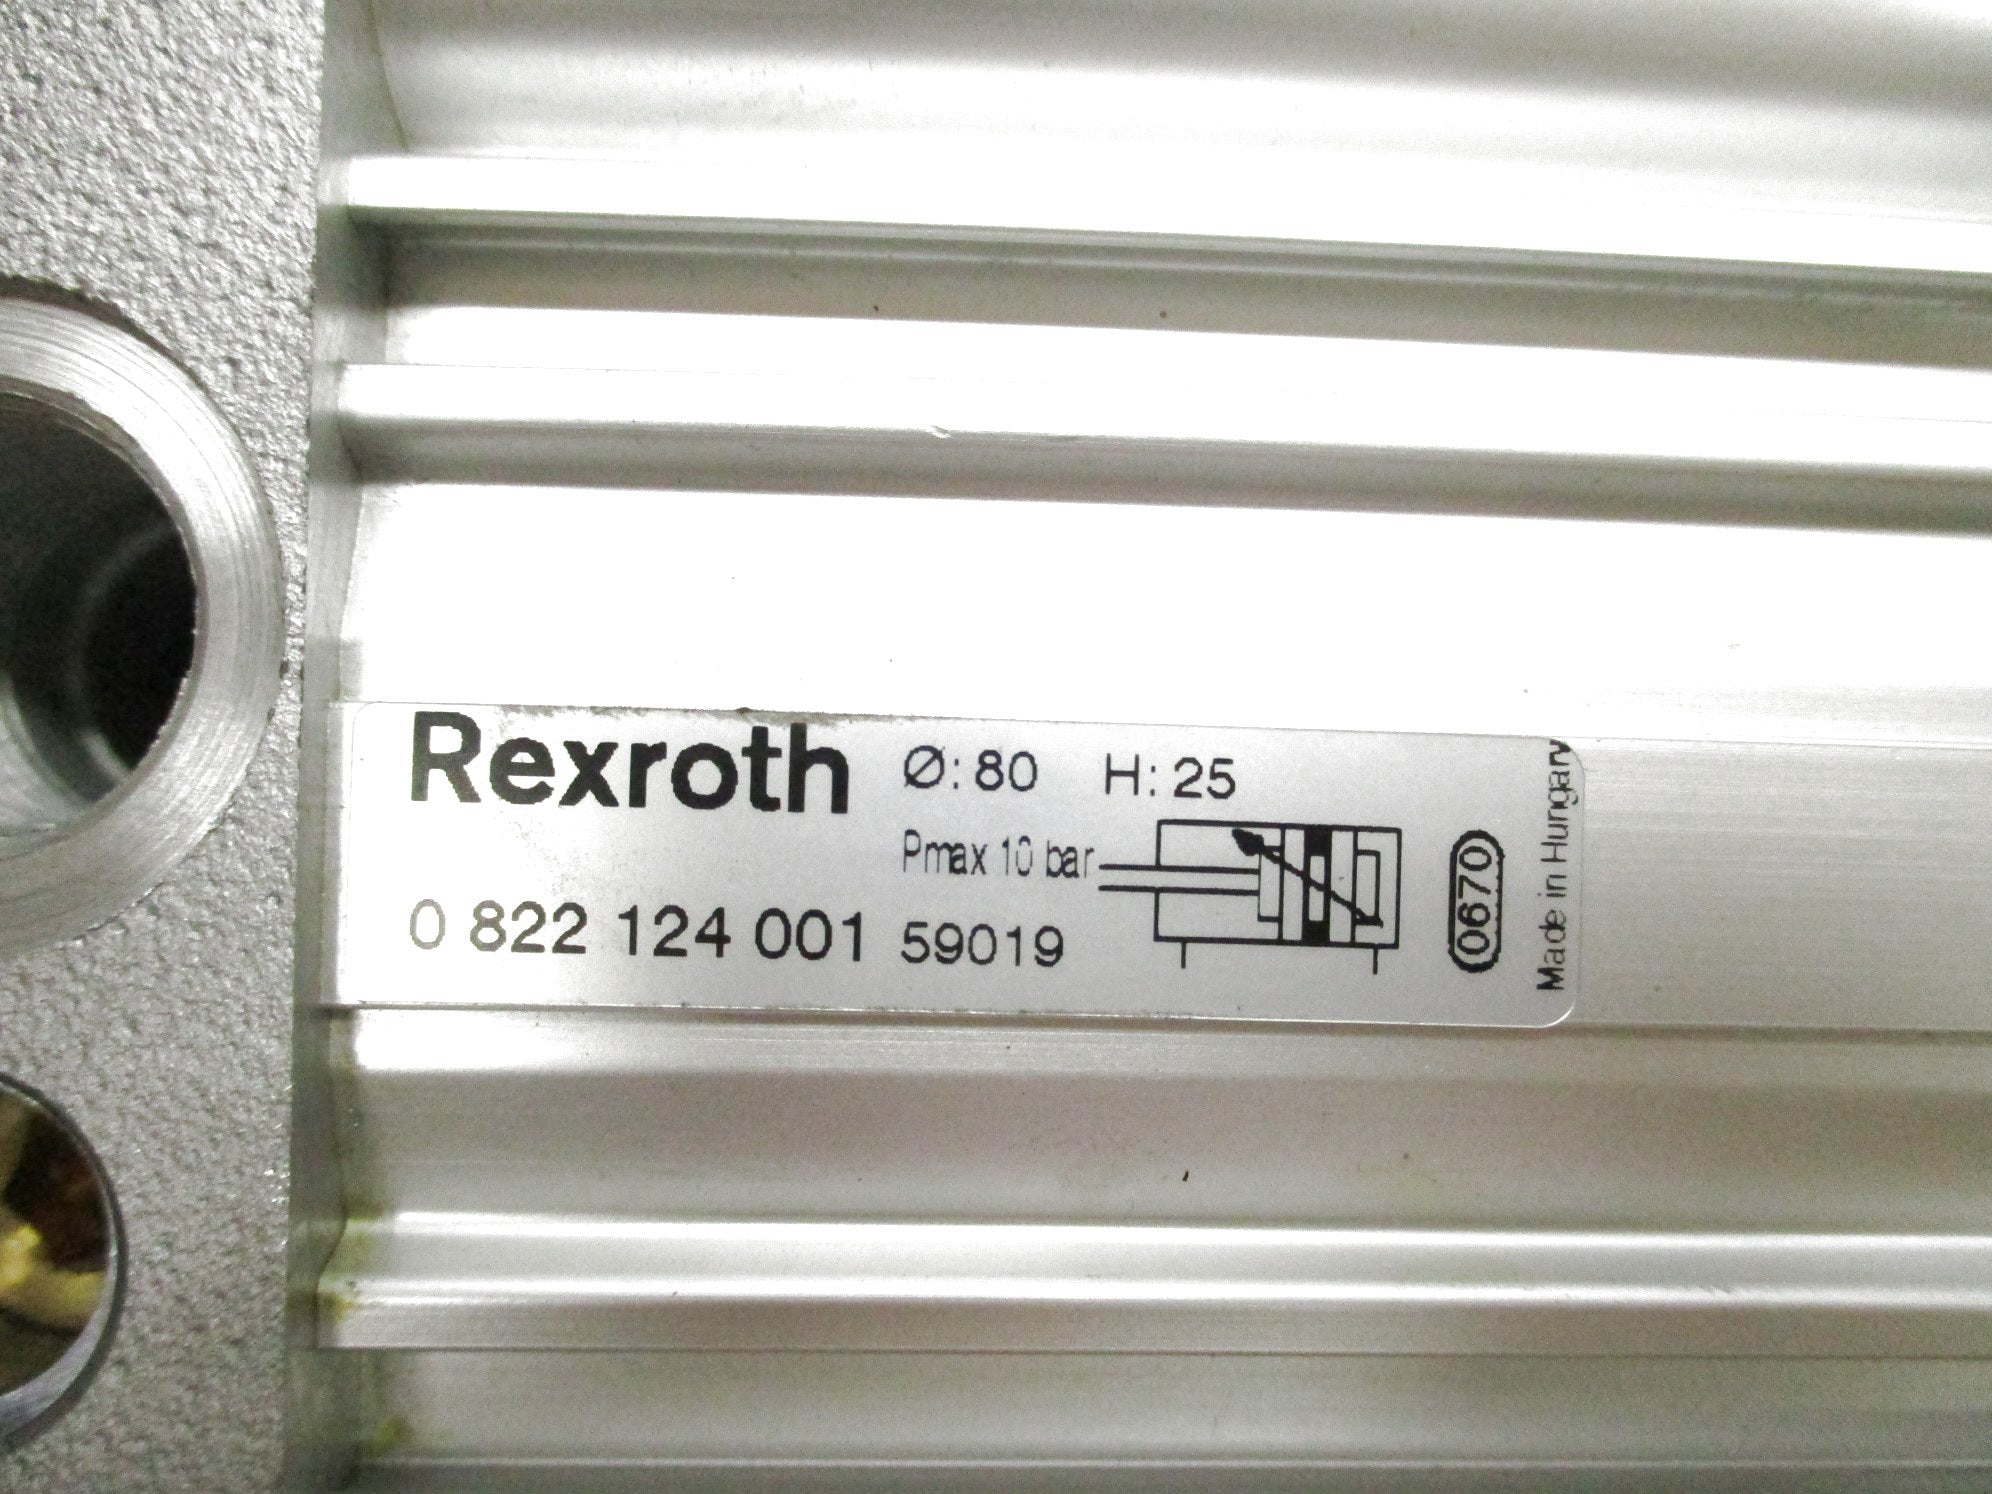 Rexroth Ø: 80 H: 25
Pmax 10 bar
0 822 124 001 59019
0670
Made in Hungary